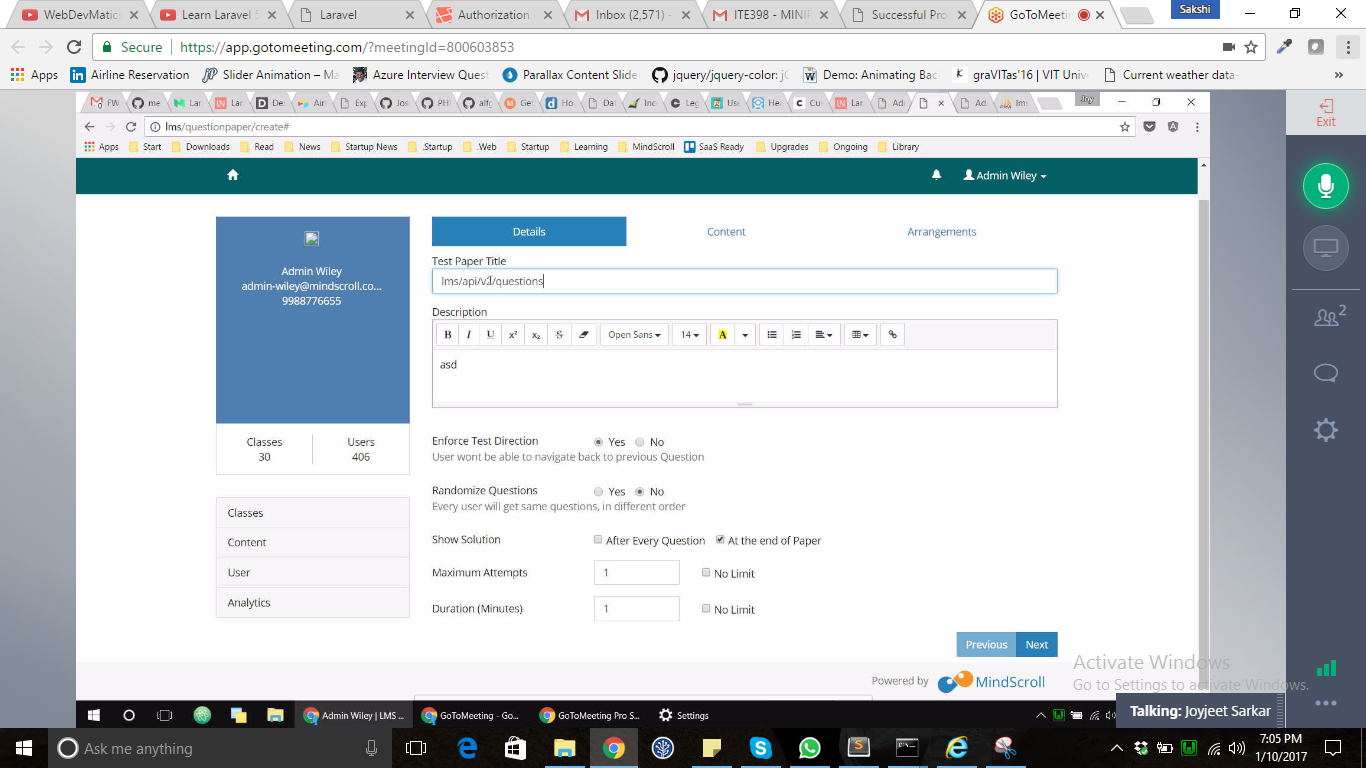 Sakshi
WebDevMatics
Learn Laravel 5
Laravel
Authorization
Inbox (2,571) -
ITE398 - MINIP
Successful Pro
GoToMeeti
Secure
https://app.gotomeeting.com/?meetingId=800603853
Apps
Airline Reservation
Slider Animation – Ma
Azure Interview Quest
Parallax Content Slide
jquery/jquery-color: jQ
Demo: Animating Bac
graVITas'16 | VIT Univ
Current weather data-
Joy
lms/questionpaper/create#
Apps
Start
Downloads
Read
News
Startup News
.Startup
.Web
Startup
Learning
MindScroll
SaaS Ready
Upgrades
Ongoing
Library
Exit
Admin Wiley
Admin Wiley
admin-wiley@mindscroll.co...
9988776655
Classes
30
Users
406
Classes
Content
User
Analytics
Details
Content
Arrangements
Test Paper Title
Description
B I U x² x₂ S
Open Sans
14
A
asd
Enforce Test Direction
Yes
No
User wont be able to navigate back to previous Question
Randomize Questions
Yes
No
Every user will get same questions, in different order
Show Solution
After Every Question
At the end of Paper
Maximum Attempts
1
No Limit
Duration (Minutes)
1
No Limit
Previous
Next
Powered by
MindScroll
2
Activate Windows
Go to Settings to activate Windows.
Admin Wiley | LMS ...
GoToMeeting - Go...
GoToMeeting Pro S...
Settings
Talking: Joyjeet Sarkar
Ask me anything
7:05 PM
1/10/2017